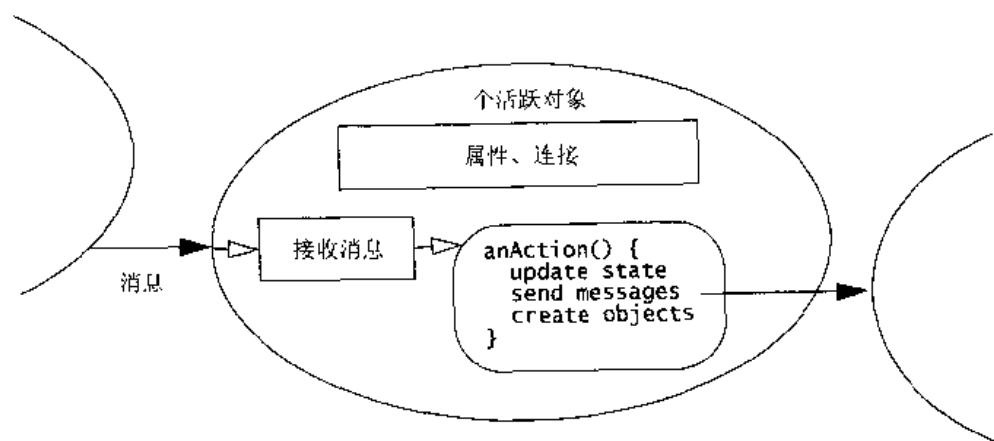 个活跃对象
属性、连接
接收消息
消息
anAction() {
update state
send messages
create objects
}